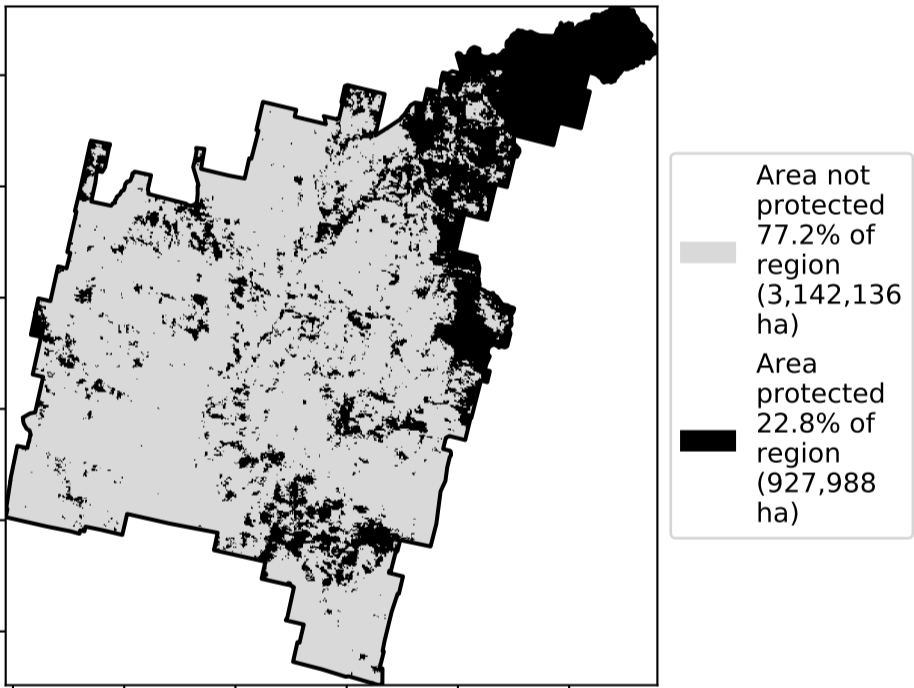 Area not
protected
77.2% of
region
(3,142,136
ha)
Area
protected
22.8% of
region
(927,988
ha)